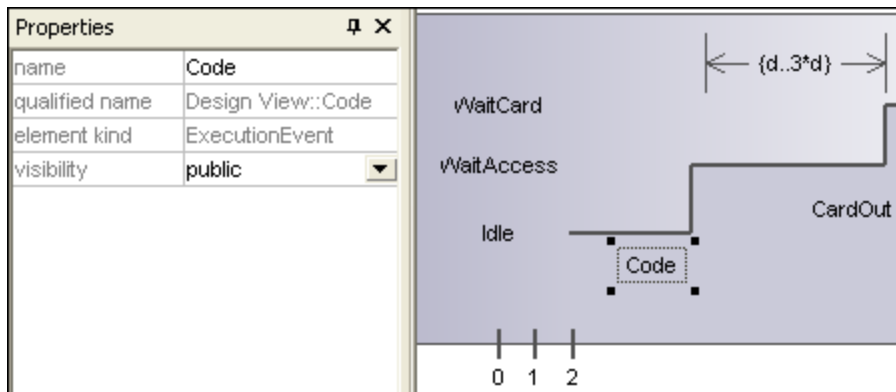 Properties
name Code
qualified name Design View::Code
element kind ExecutionEvent
visibility public
{d..3*d}
WaitCard
WaitAccess
CardOut
Idle
Code
0 1 2